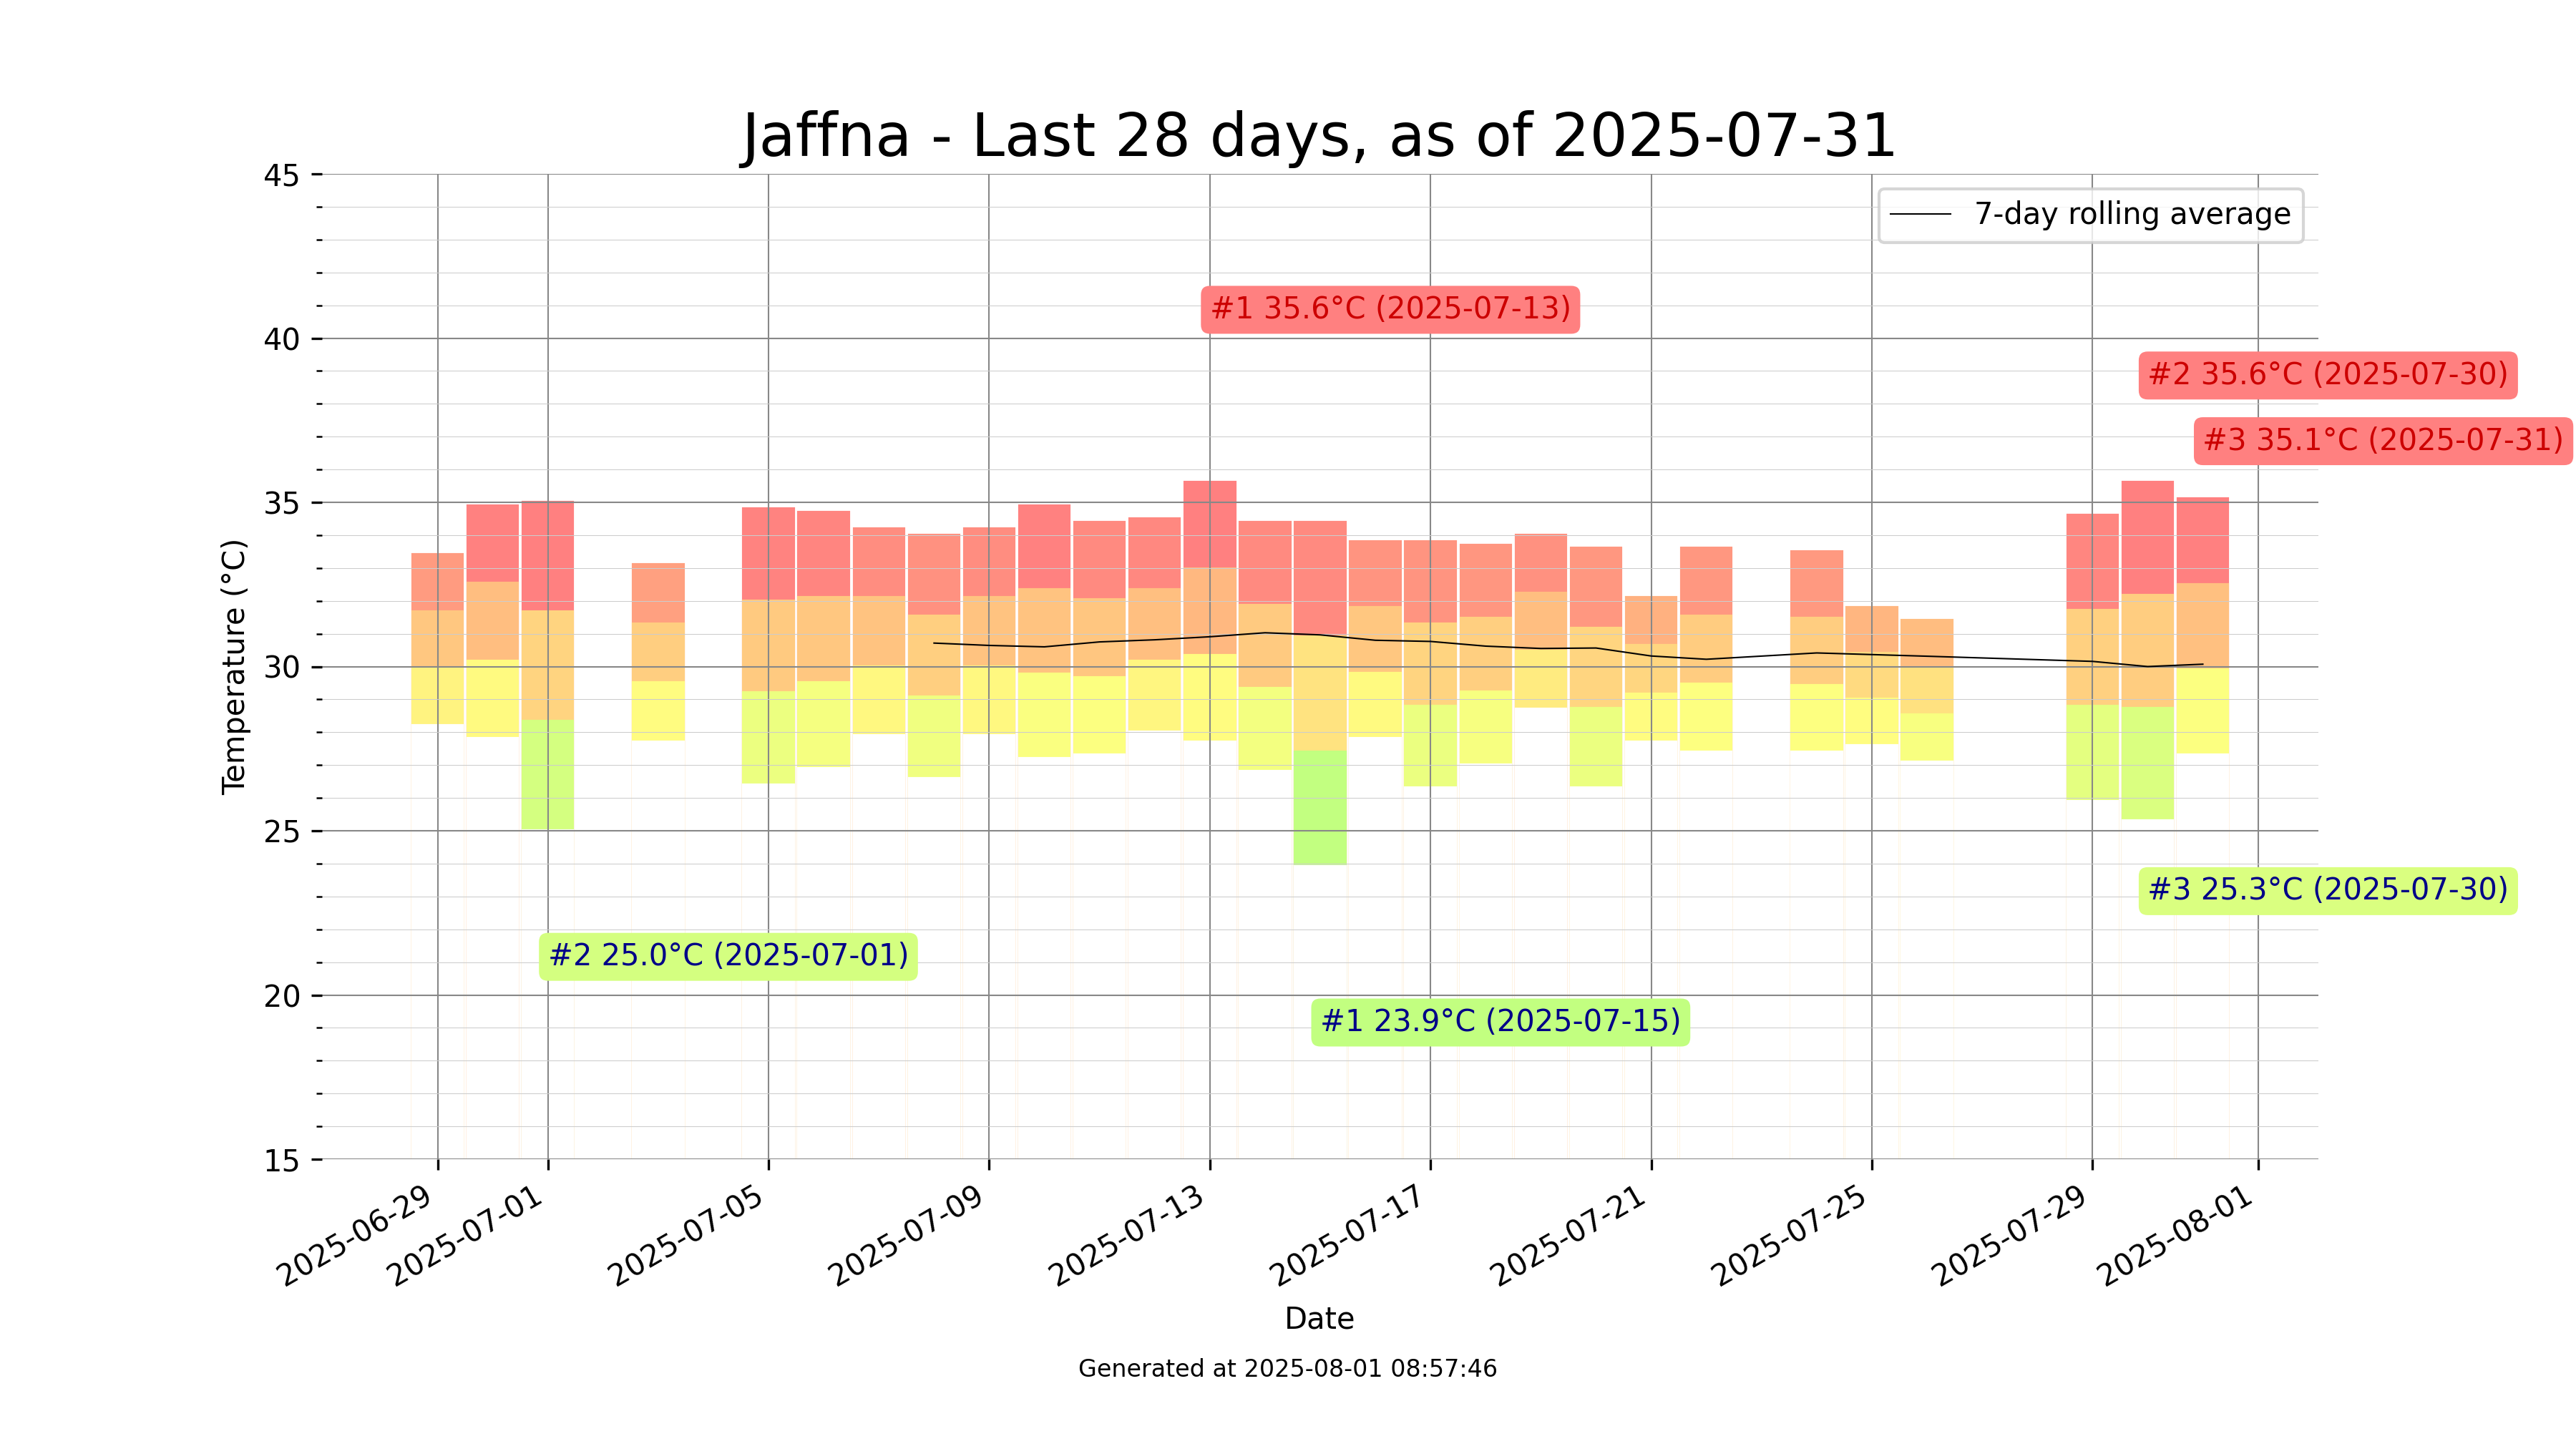 Jaffna - Last 28 days, as of 2025-07-31
7-day rolling average
#1 35.6°C (2025-07-13)
#2 35.6°C (2025-07-30)
#3 35.1°C (2025-07-31)
#3 25.3°C (2025-07-30)
#2 25.0°C (2025-07-01)
#1 23.9°C (2025-07-15)
Temperature (°C)
45
40
35
30
25
20
15
2025-06-29
2025-07-01
2025-07-05
2025-07-09
2025-07-13
2025-07-17
2025-07-21
2025-07-25
2025-07-29
2025-08-01
Date
Generated at 2025-08-01 08:57:46